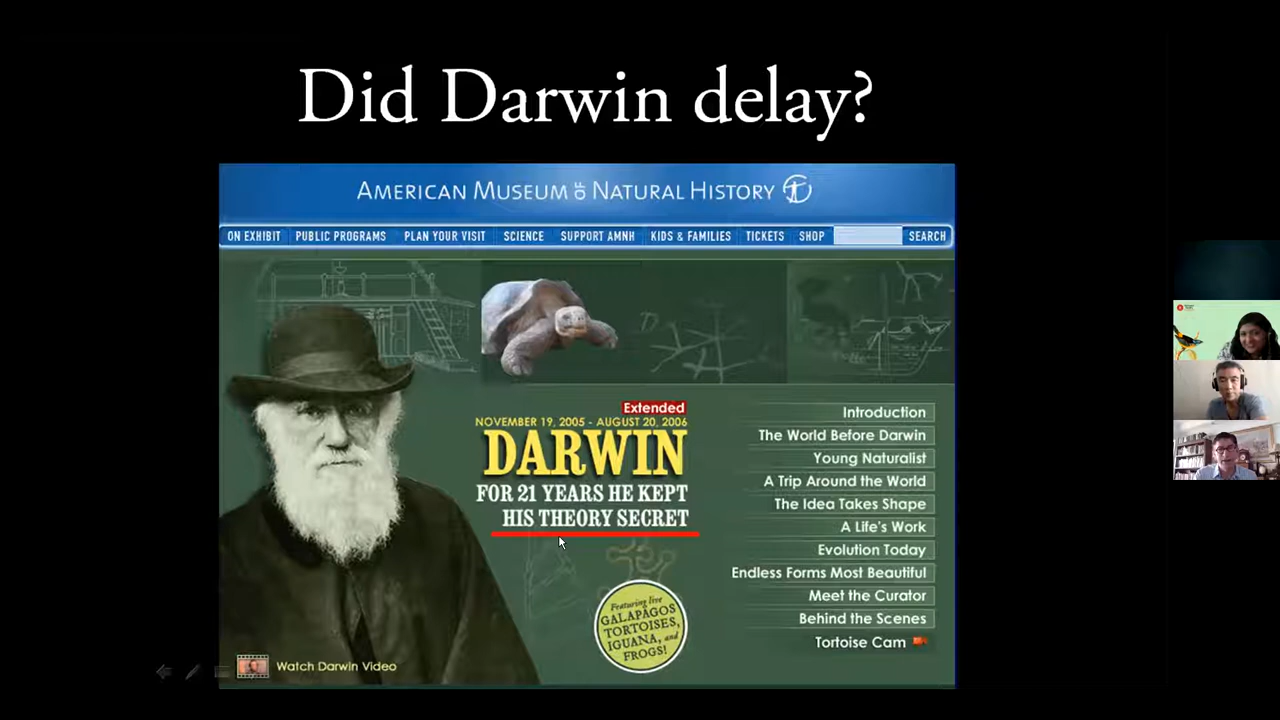 Did Darwin delay?
AMERICAN MUSEUM OF NATURAL HISTORY
ON EXHIBIT PUBLIC PROGRAMS PLAN YOUR VISIT SCIENCE SUPPORT AMNH KIDS & FAMILIES TICKETS SHOP SEARCH
Extended
NOVEMBER 19, 2005 - AUGUST 20, 2006
DARWIN
FOR 21 YEARS HE KEPT
HIS THEORY SECRET
Featuring live
GALAPAGOS
TORTOISES,
IGUANA, and
FROGS!
Introduction
The World Before Darwin
Young Naturalist
A Trip Around the World
The Idea Takes Shape
A Life's Work
Evolution Today
Endless Forms Most Beautiful
Meet the Curator
Behind the Scenes
Tortoise Cam
Watch Darwin Video